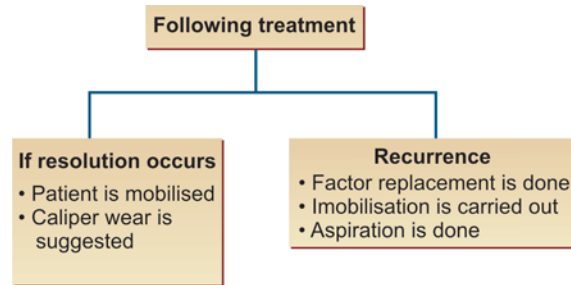 Following treatment
If resolution occurs
• Patient is mobilised
• Caliper wear is
suggested
Recurrence
• Factor replacement is done
• Imobilisation is carried out
• Aspiration is done